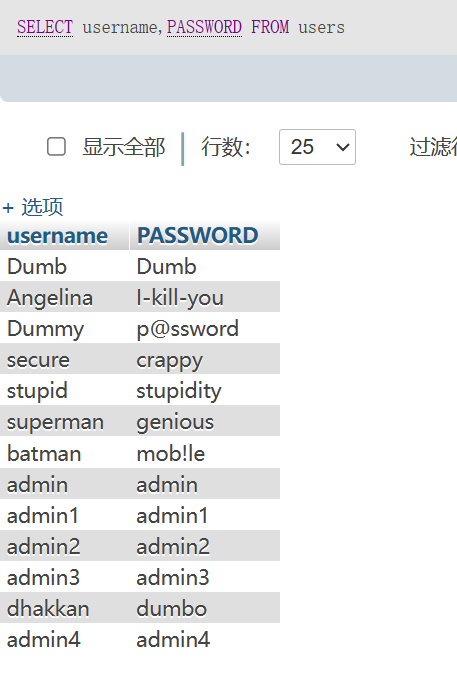 SELECT username,PASSWORD FROM users
显示全部 行数： 25 过滤
+ 选项
username PASSWORD
Dumb Dumb
Angelina I-kill-you
Dummy p@ssword
secure crappy
stupid stupidity
superman genious
batman mob!le
admin admin
admin1 admin1
admin2 admin2
admin3 admin3
dhakkan dumbo
admin4 admin4